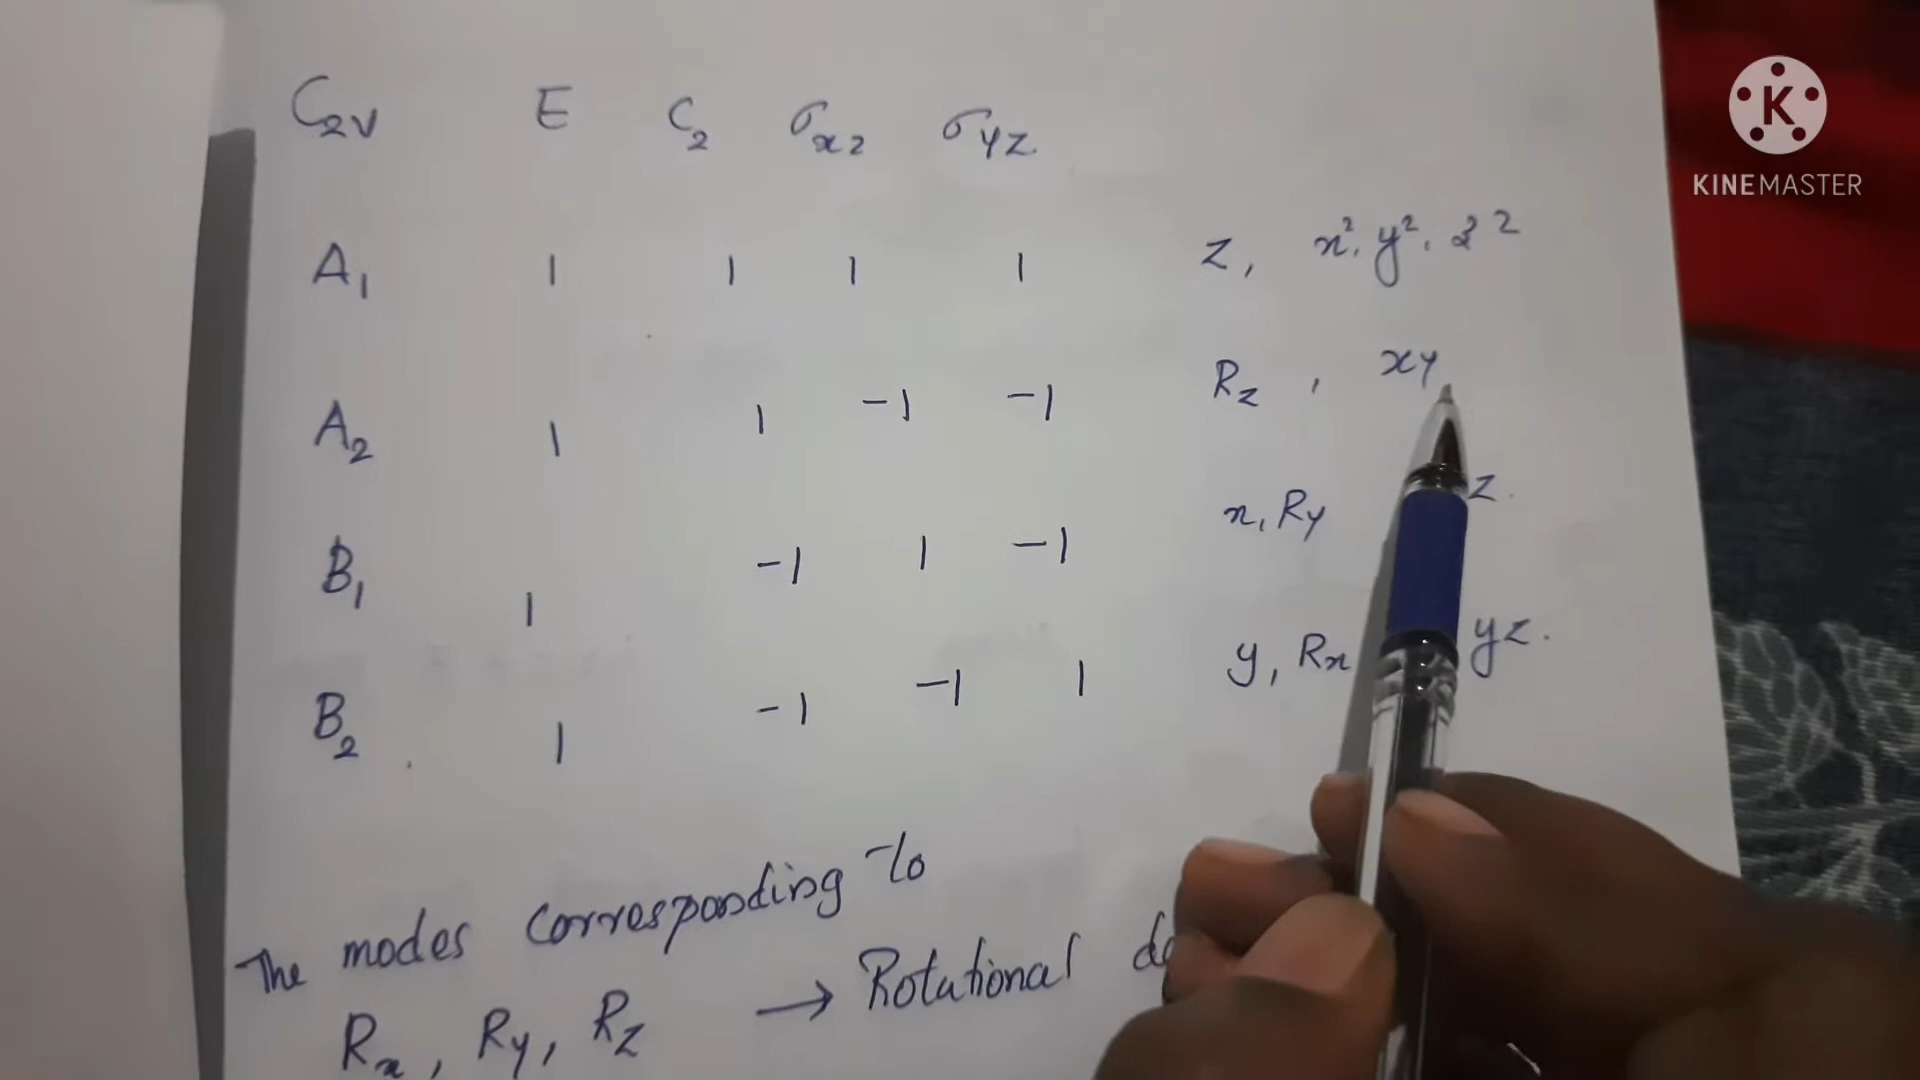 C2v E C2 σxz σyz.
A1 1 1 1 1 z, x², y², z²
A2 1 1 -1 -1 Rz , xy
B1 1 -1 1 -1 x, Ry z.
B2 1 -1 -1 1 y, Rx yz.
The modes corresponding to
Rx, Ry, Rz → Rotational
K
KINEMASTER